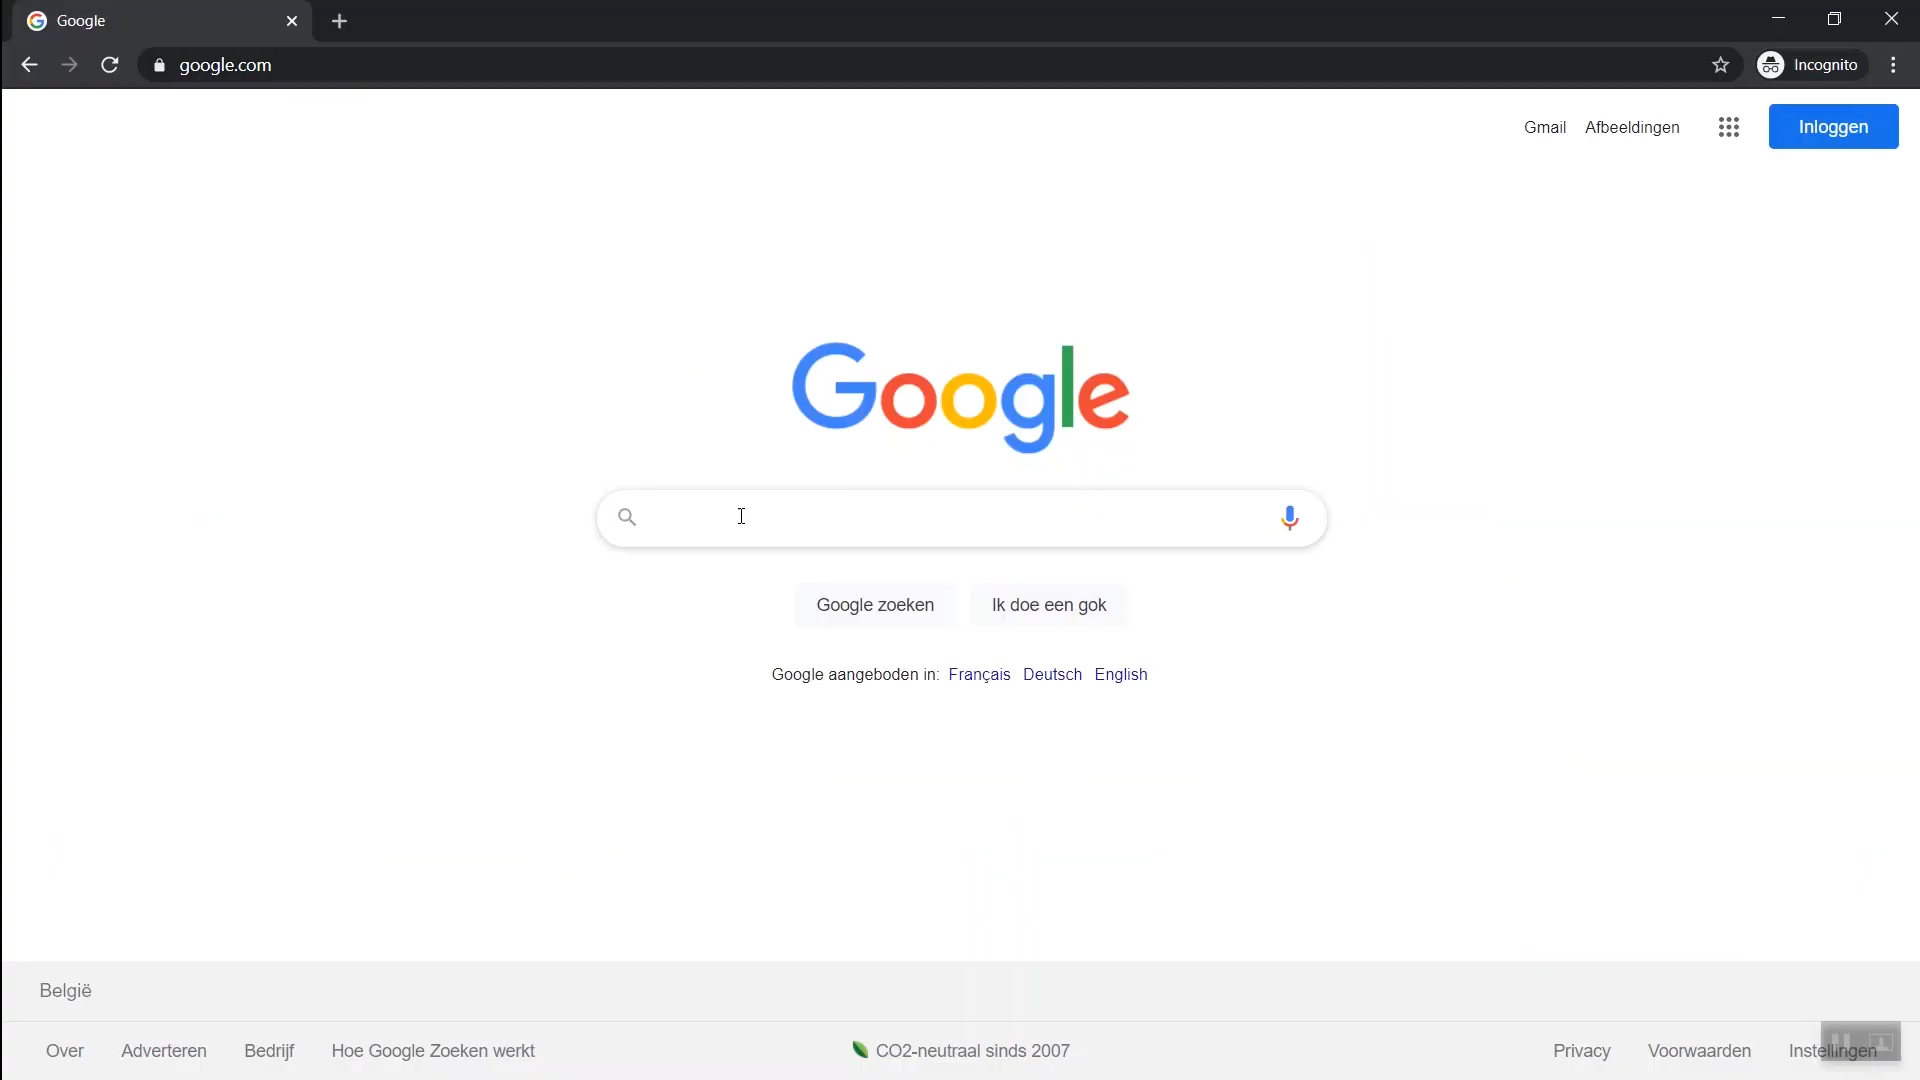 Google
google.com
Incognito
Gmail Afbeeldingen Inloggen
Google
Google zoeken Ik doe een gok
Google aangeboden in: Français Deutsch English
België
Over Adverteren Bedrijf Hoe Google Zoeken werkt CO2-neutraal sinds 2007 Privacy Voorwaarden Instellingen